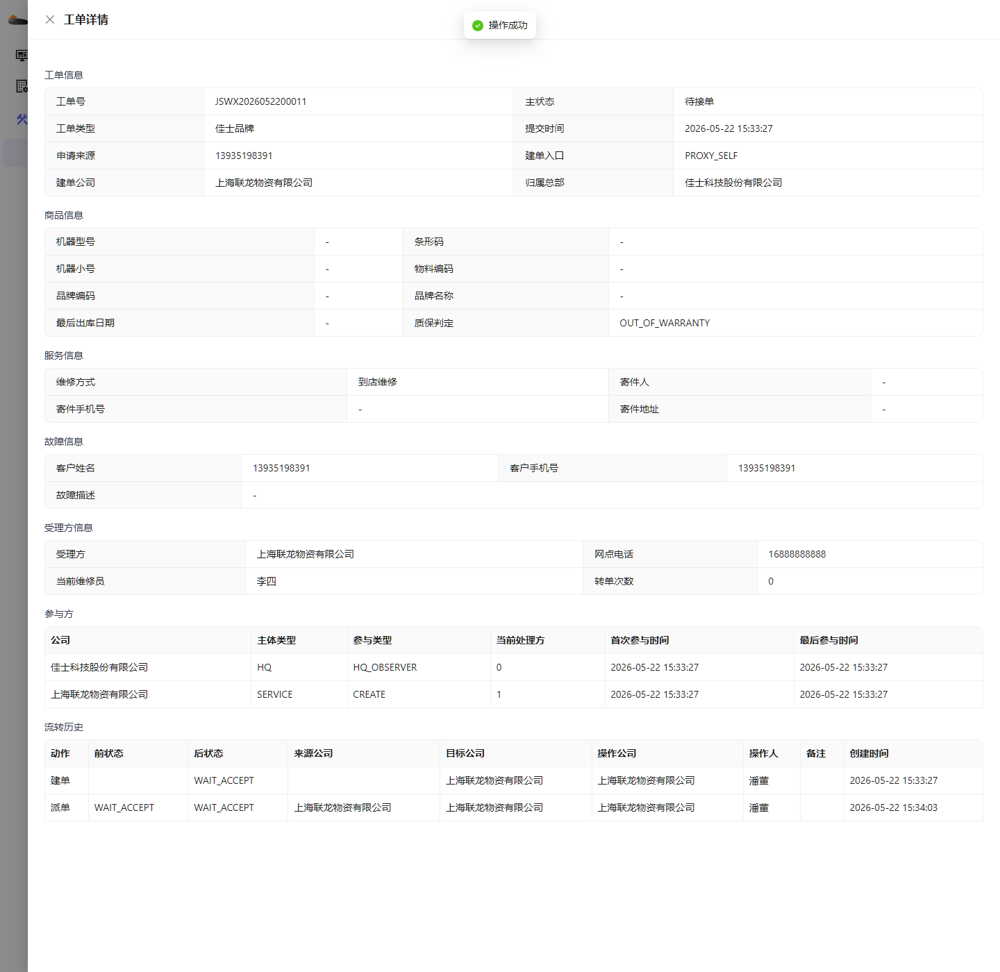 工单详情
操作成功
工单信息
工单号 JSWX2026052200011 主状态 待接单
工单类型 佳士品牌 提交时间 2026-05-22 15:33:27
申请来源 13935198391 建单入口 PROXY_SELF
建单公司 上海联龙物资有限公司 归属总部 佳士科技股份有限公司
商品信息
机器型号 - 条形码 -
机器小号 - 物料编码 -
品牌编码 - 品牌名称 -
最后出库日期 - 质保判定 OUT_OF_WARRANTY
服务信息
维修方式 到店维修 寄件人 -
寄件手机号 - 寄件地址 -
故障信息
客户姓名 13935198391 客户手机号 13935198391
故障描述 -
受理方信息
受理方 上海联龙物资有限公司 网点电话 16888888888
当前维修员 李四 转单次数 0
参与方
公司 主体类型 参与类型 当前处理方 首次参与时间 最后参与时间
佳士科技股份有限公司 HQ HQ_OBSERVER 0 2026-05-22 15:33:27 2026-05-22 15:33:27
上海联龙物资有限公司 SERVICE CREATE 1 2026-05-22 15:33:27 2026-05-22 15:33:27
流转历史
动作 前状态 后状态 来源公司 目标公司 操作公司 操作人 备注 创建时间
建单 WAIT_ACCEPT 上海联龙物资有限公司 上海联龙物资有限公司 潘董 2026-05-22 15:33:27
派单 WAIT_ACCEPT WAIT_ACCEPT 上海联龙物资有限公司 上海联龙物资有限公司 上海联龙物资有限公司 潘董 2026-05-22 15:34:03